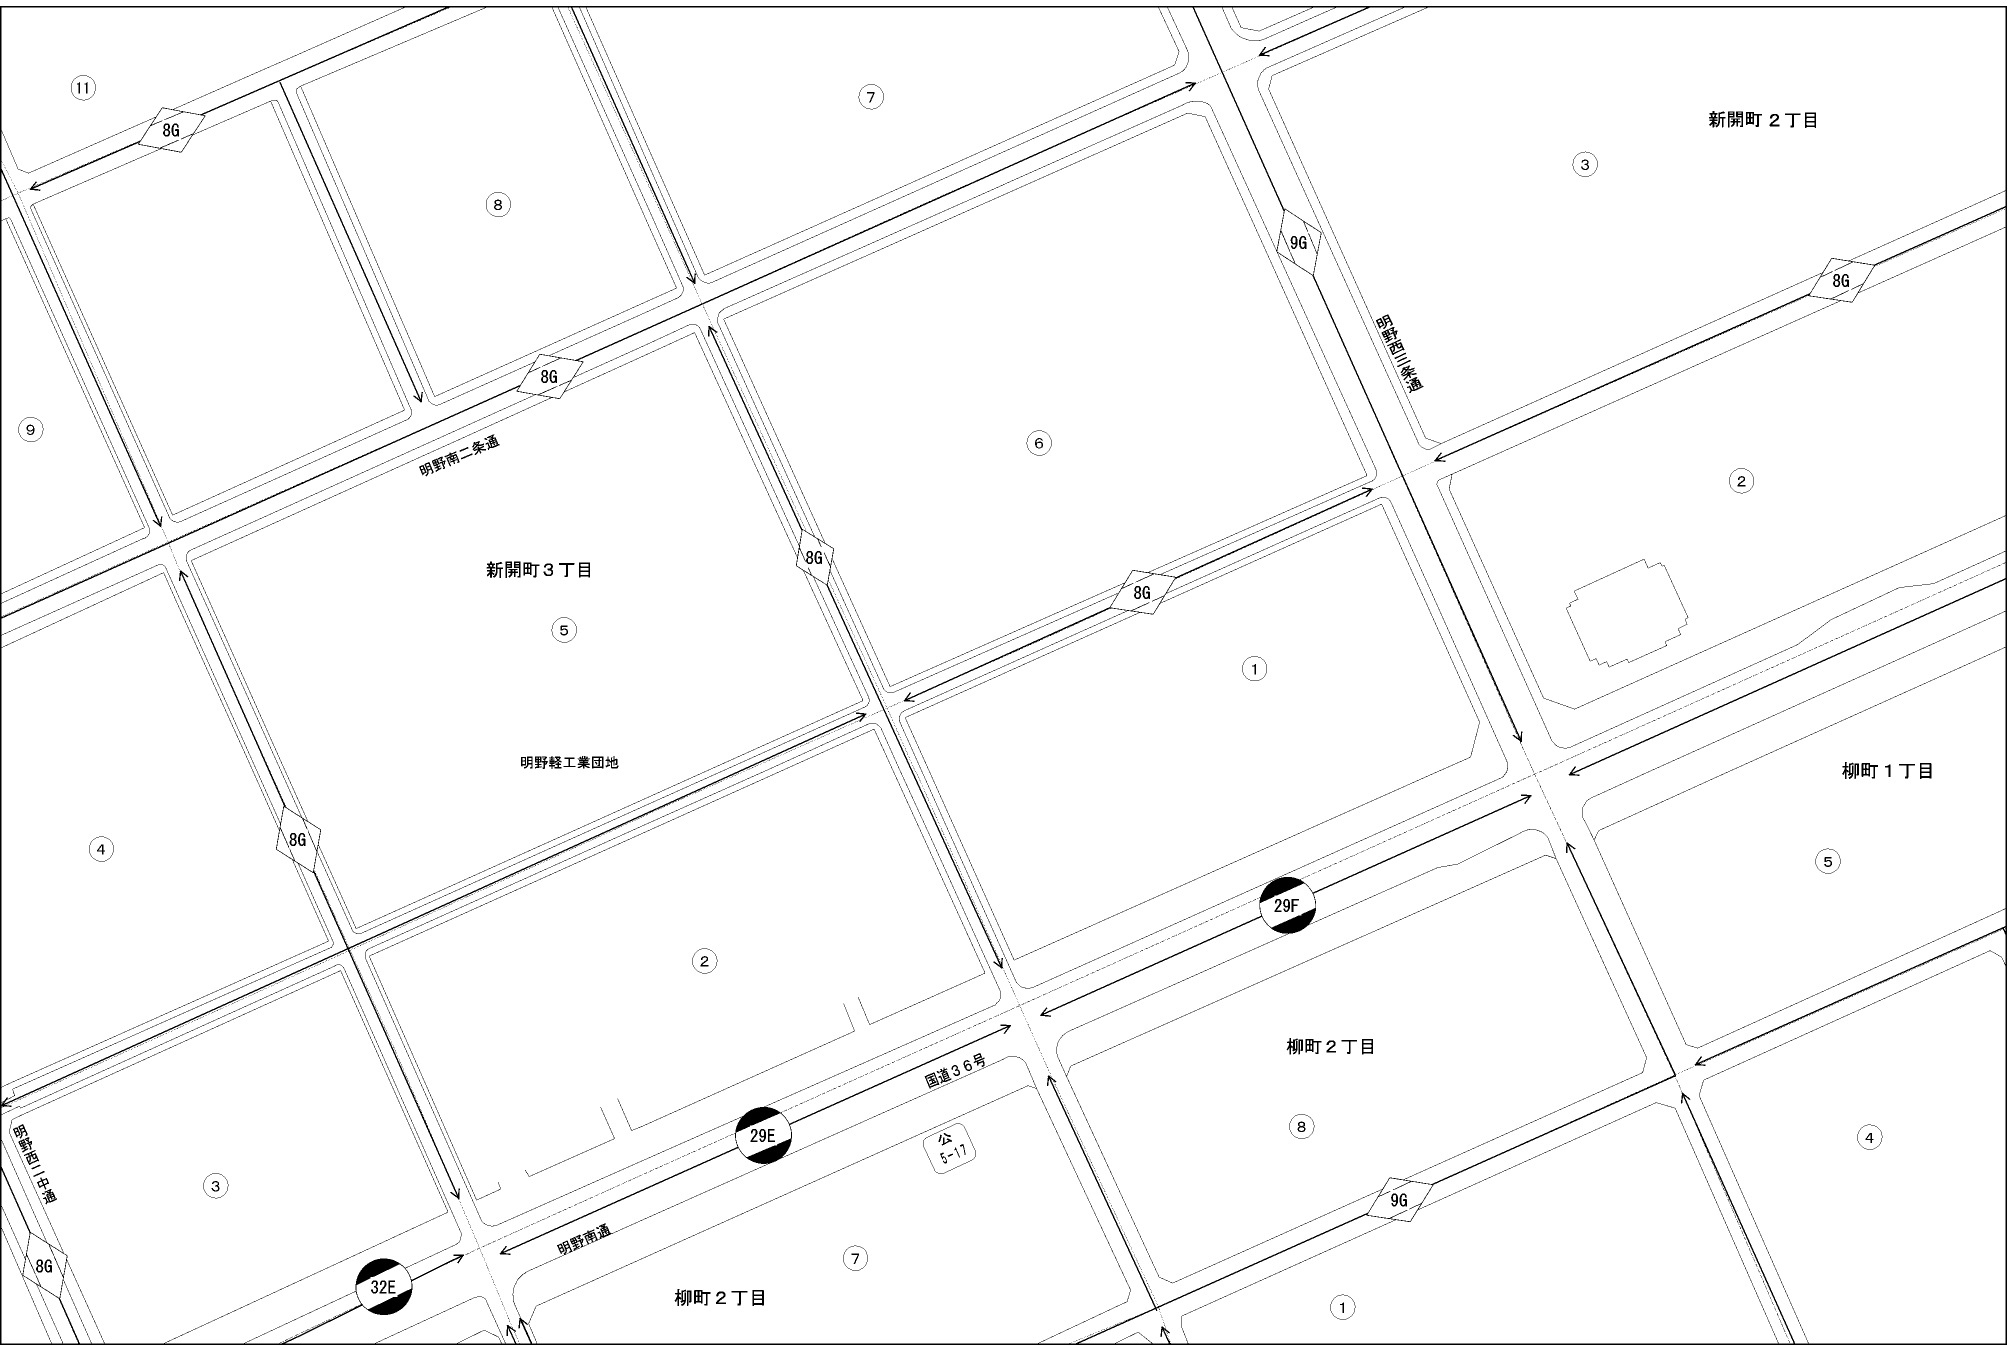 11
7
8G
新開町２丁目
3
8
9G
8G
明野西三条通
8G
9
明野南二条通
6
2
8G
新開町３丁目
8G
5
1
明野軽工業団地
柳町１丁目
8G
4
5
29F
2
柳町２丁目
国道３６号
8
29E
公
5-17
4
明野西二中通
3
9G
明野南通
7
8G
32E
柳町２丁目
1